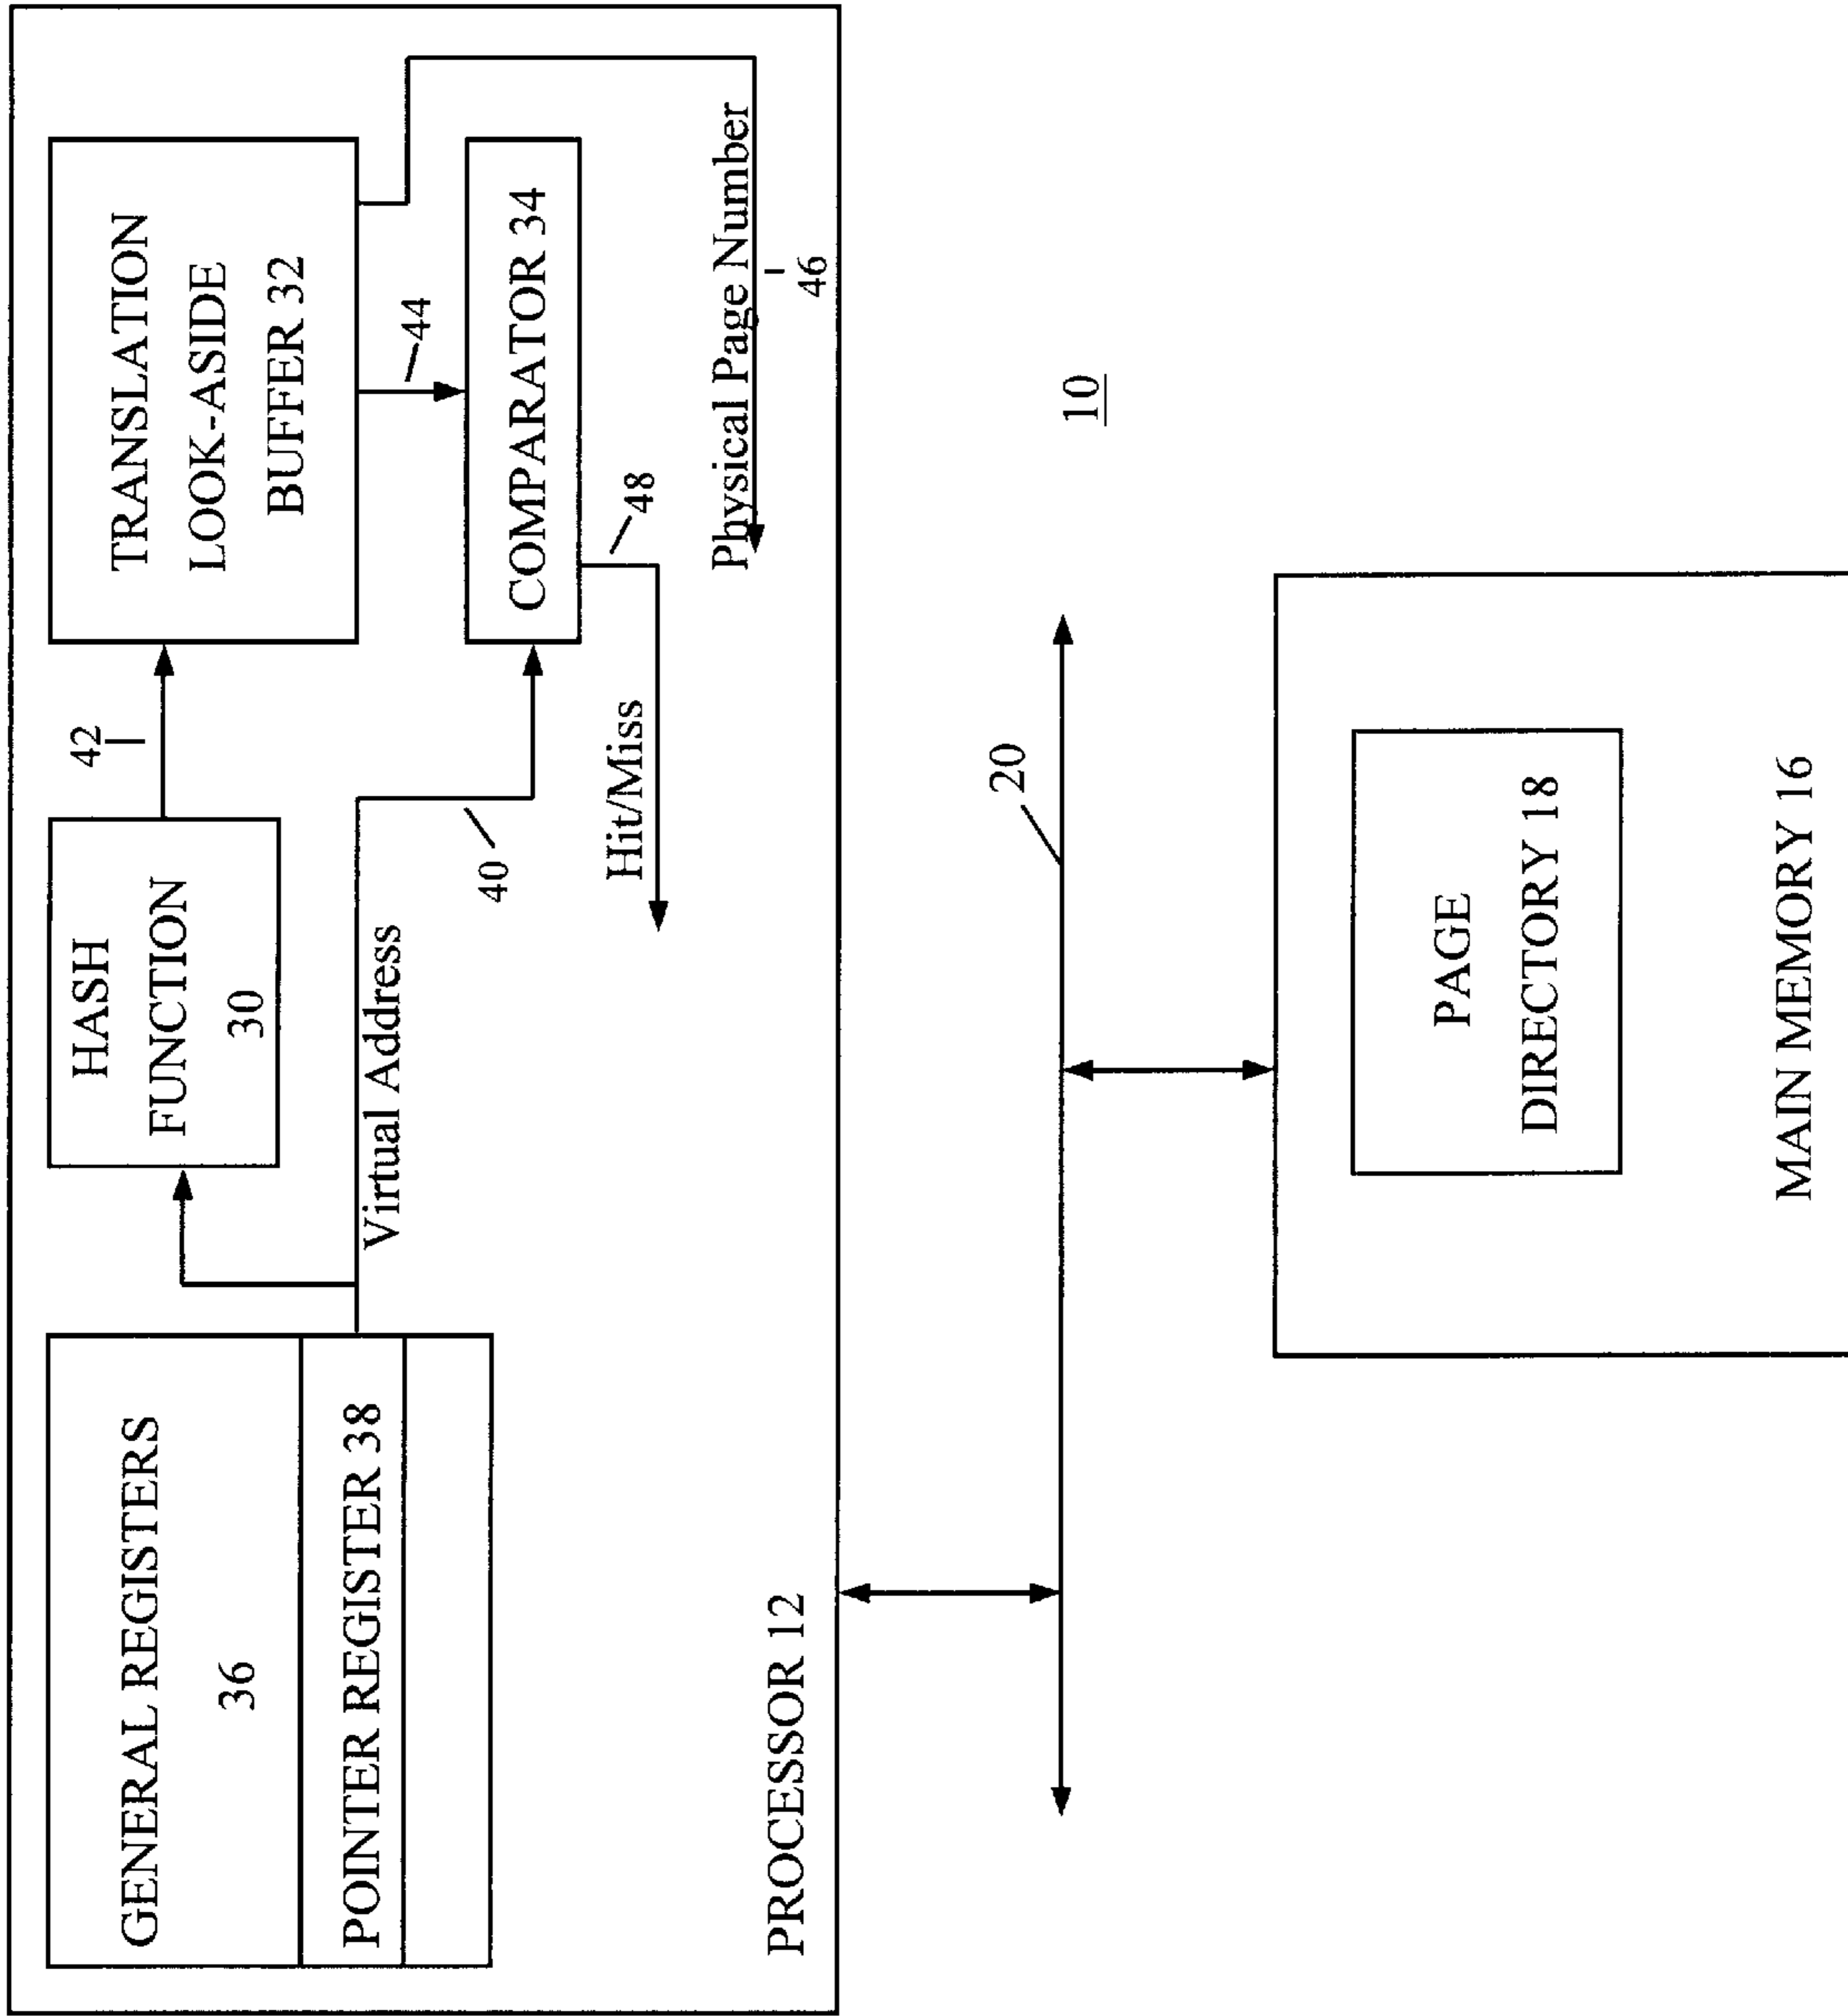 GENERAL REGISTERS
36
POINTER REGISTER 38
HASH
FUNCTION
30
42
TRANSLATION
LOOK-ASIDE
BUFFER 32
Virtual Address
40
44
COMPARATOR 34
48
Hit/Miss
Physical Page Number
46
PROCESSOR 12
20
10
PAGE
DIRECTORY 18
MAIN MEMORY 16